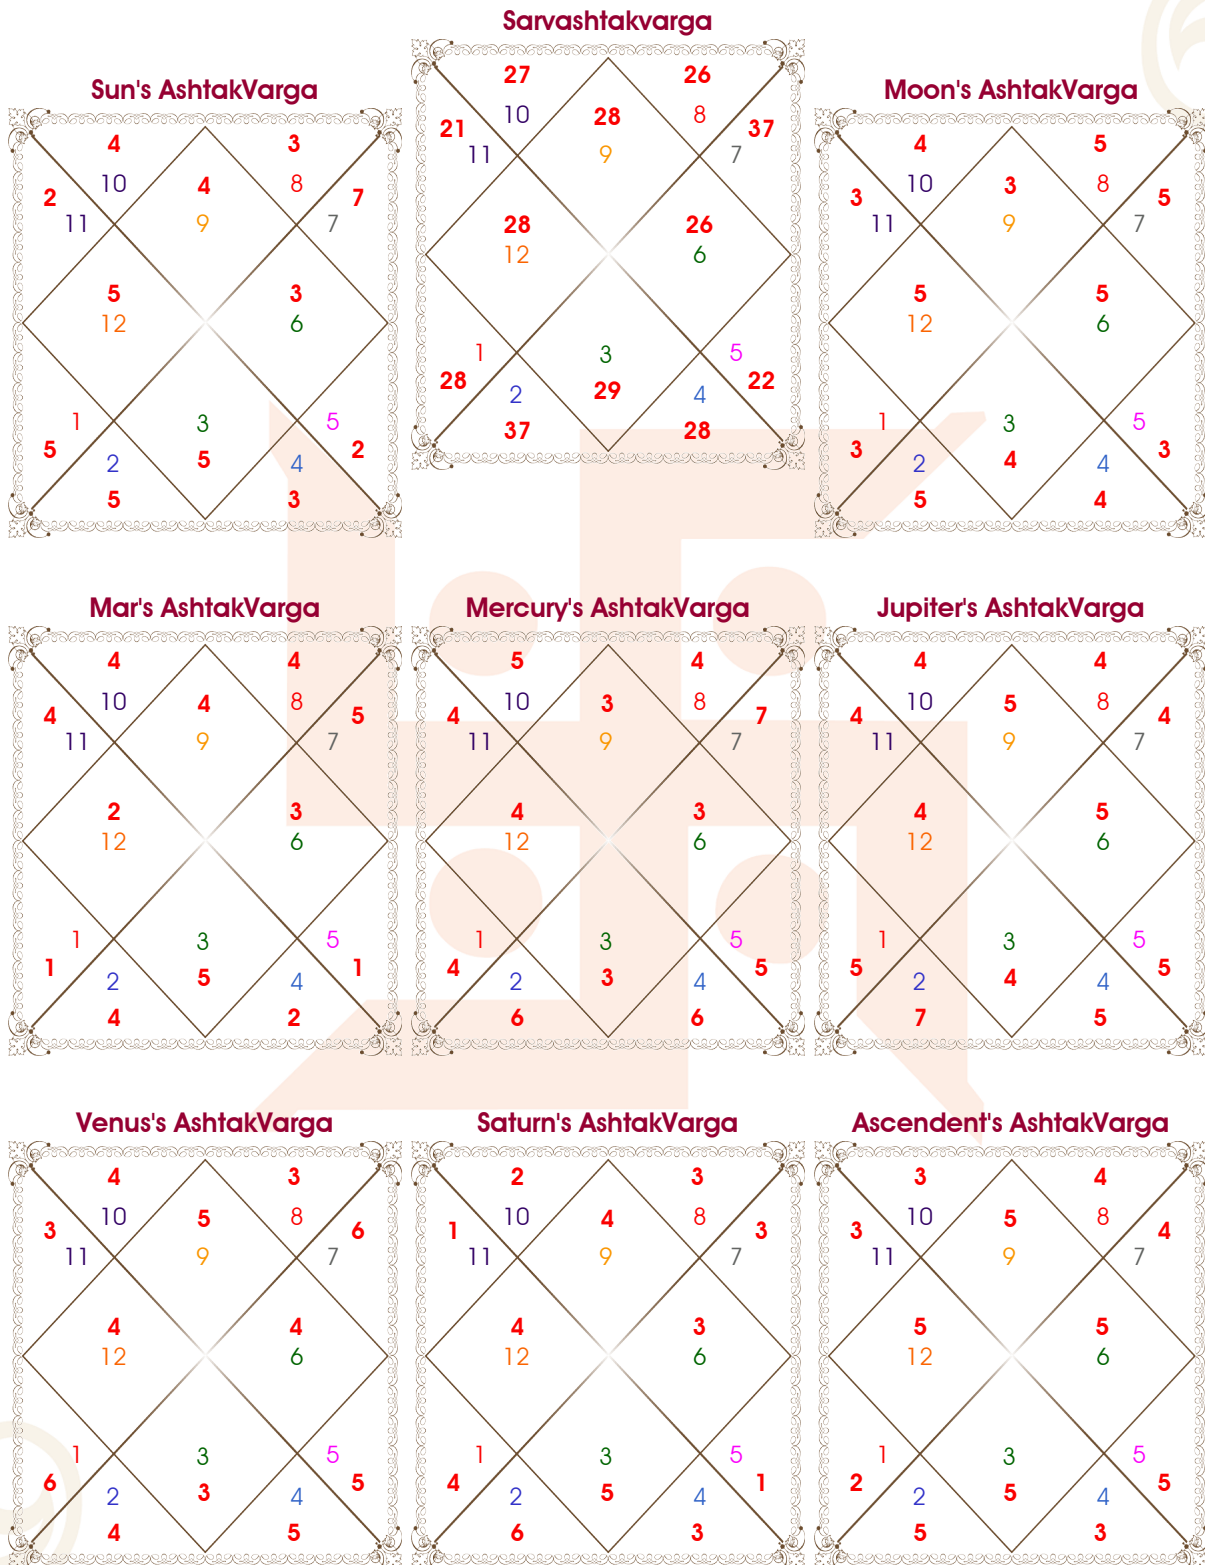 Sarvashtakvarga
27 26
10 28 8
21 37
11 9 7
28 26
12 6
1 3 5
28 29 22
2 4
37 28
Sun's AshtakVarga
4 3
10 4 8
2 7
11 9 7
5 3
12 6
1 3 5
5 5 2
2 4
5 3
Moon's AshtakVarga
4 5
10 3 8
3 5
11 9 7
5 5
12 6
1 3 5
3 4 3
2 4
5 4
Mar's AshtakVarga
4 4
10 4 8
4 5
11 9 7
2 3
12 6
1 3 5
1 5 1
2 4
4 2
Mercury's AshtakVarga
5 4
10 3 8
4 7
11 9 7
4 3
12 6
1 3 5
4 3 5
2 4
6 6
Jupiter's AshtakVarga
4 4
10 5 8
4 4
11 9 7
4 5
12 6
1 3 5
5 4 5
2 4
7 5
Venus's AshtakVarga
4 3
10 5 8
3 6
11 9 7
4 4
12 6
1 3 5
6 3 5
2 4
4 5
Saturn's AshtakVarga
2 3
10 4 8
1 3
11 9 7
4 3
12 6
1 3 5
4 5 1
2 4
6 3
Ascendent's AshtakVarga
3 4
10 5 8
3 4
11 9 7
5 5
12 6
1 3 5
2 5 5
2 4
5 3